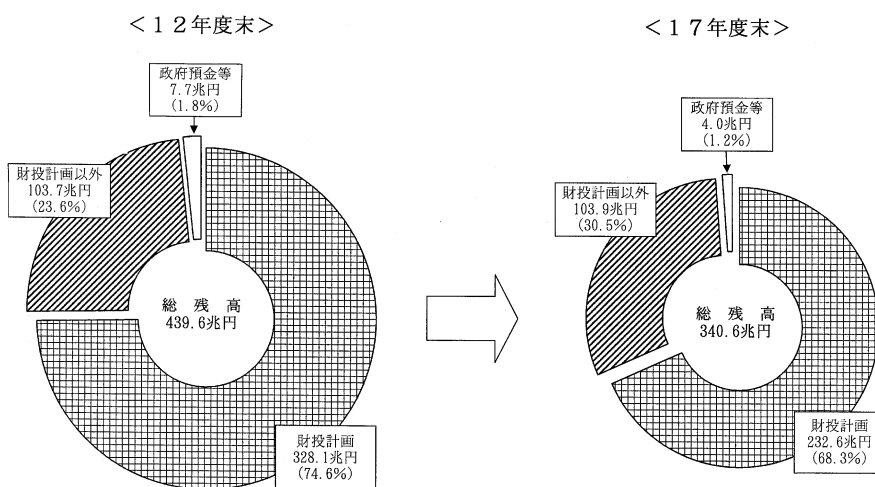 ＜１２年度末＞
政府預金等
7.7兆円
(1.8%)
財投計画以外
103.7兆円
(23.6%)
総残高
439.6兆円
財投計画
328.1兆円
(74.6%)
＜１７年度末＞
政府預金等
4.0兆円
(1.2%)
財投計画以外
103.9兆円
(30.5%)
総残高
340.6兆円
財投計画
232.6兆円
(68.3%)